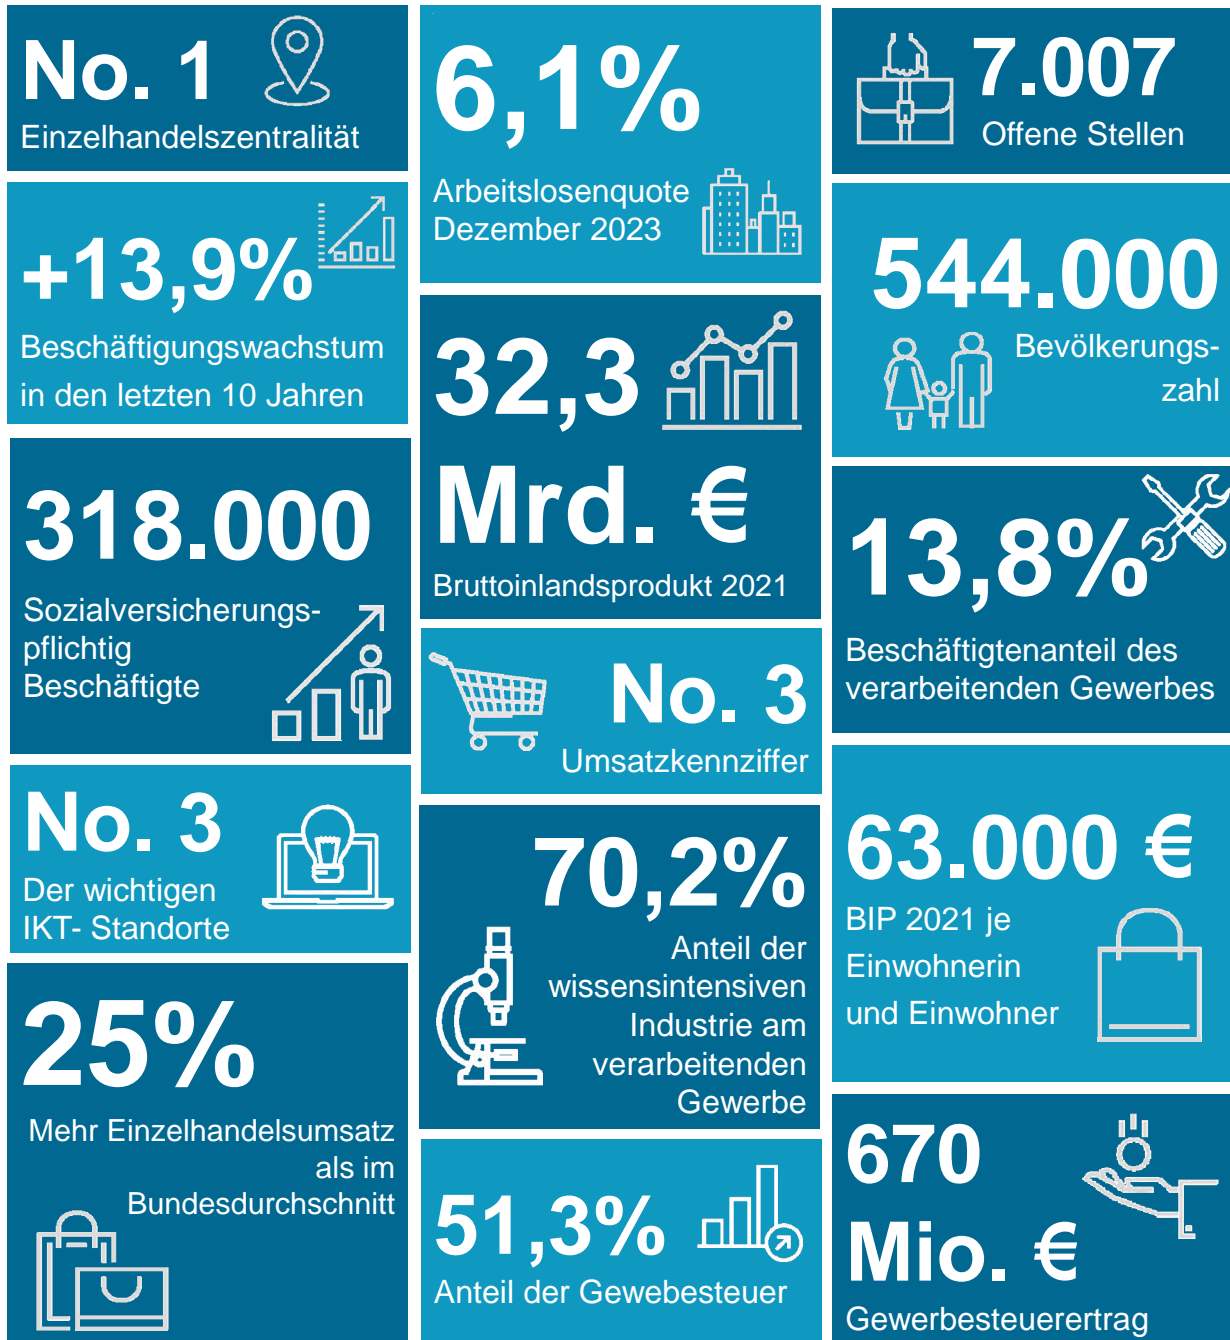 No. 1
Einzelhandelszentralität
+13,9%
Beschäftigungswachstum
in den letzten 10 Jahren
318.000
Sozialversicherungs-
pflichtig
Beschäftigte
No. 3
Der wichtigen
IKT- Standorte
25%
Mehr Einzelhandelsumsatz
als im
Bundesdurchschnitt
6,1%
Arbeitslosenquote
Dezember 2023
32,3
Mrd. €
Bruttoinlandsprodukt 2021
No. 3
Umsatzkennziffer
70,2%
Anteil der
wissensintensiven
Industrie am
verarbeitenden
Gewerbe
51,3%
Anteil der Gewebesteuer
7.007
Offene Stellen
544.000
Bevölkerungs-
zahl
13,8%
Beschäftigtenanteil des
verarbeitenden Gewerbes
63.000 €
BIP 2021 je
Einwohnerin
und Einwohner
670
Mio. €
Gewerbesteuerertrag